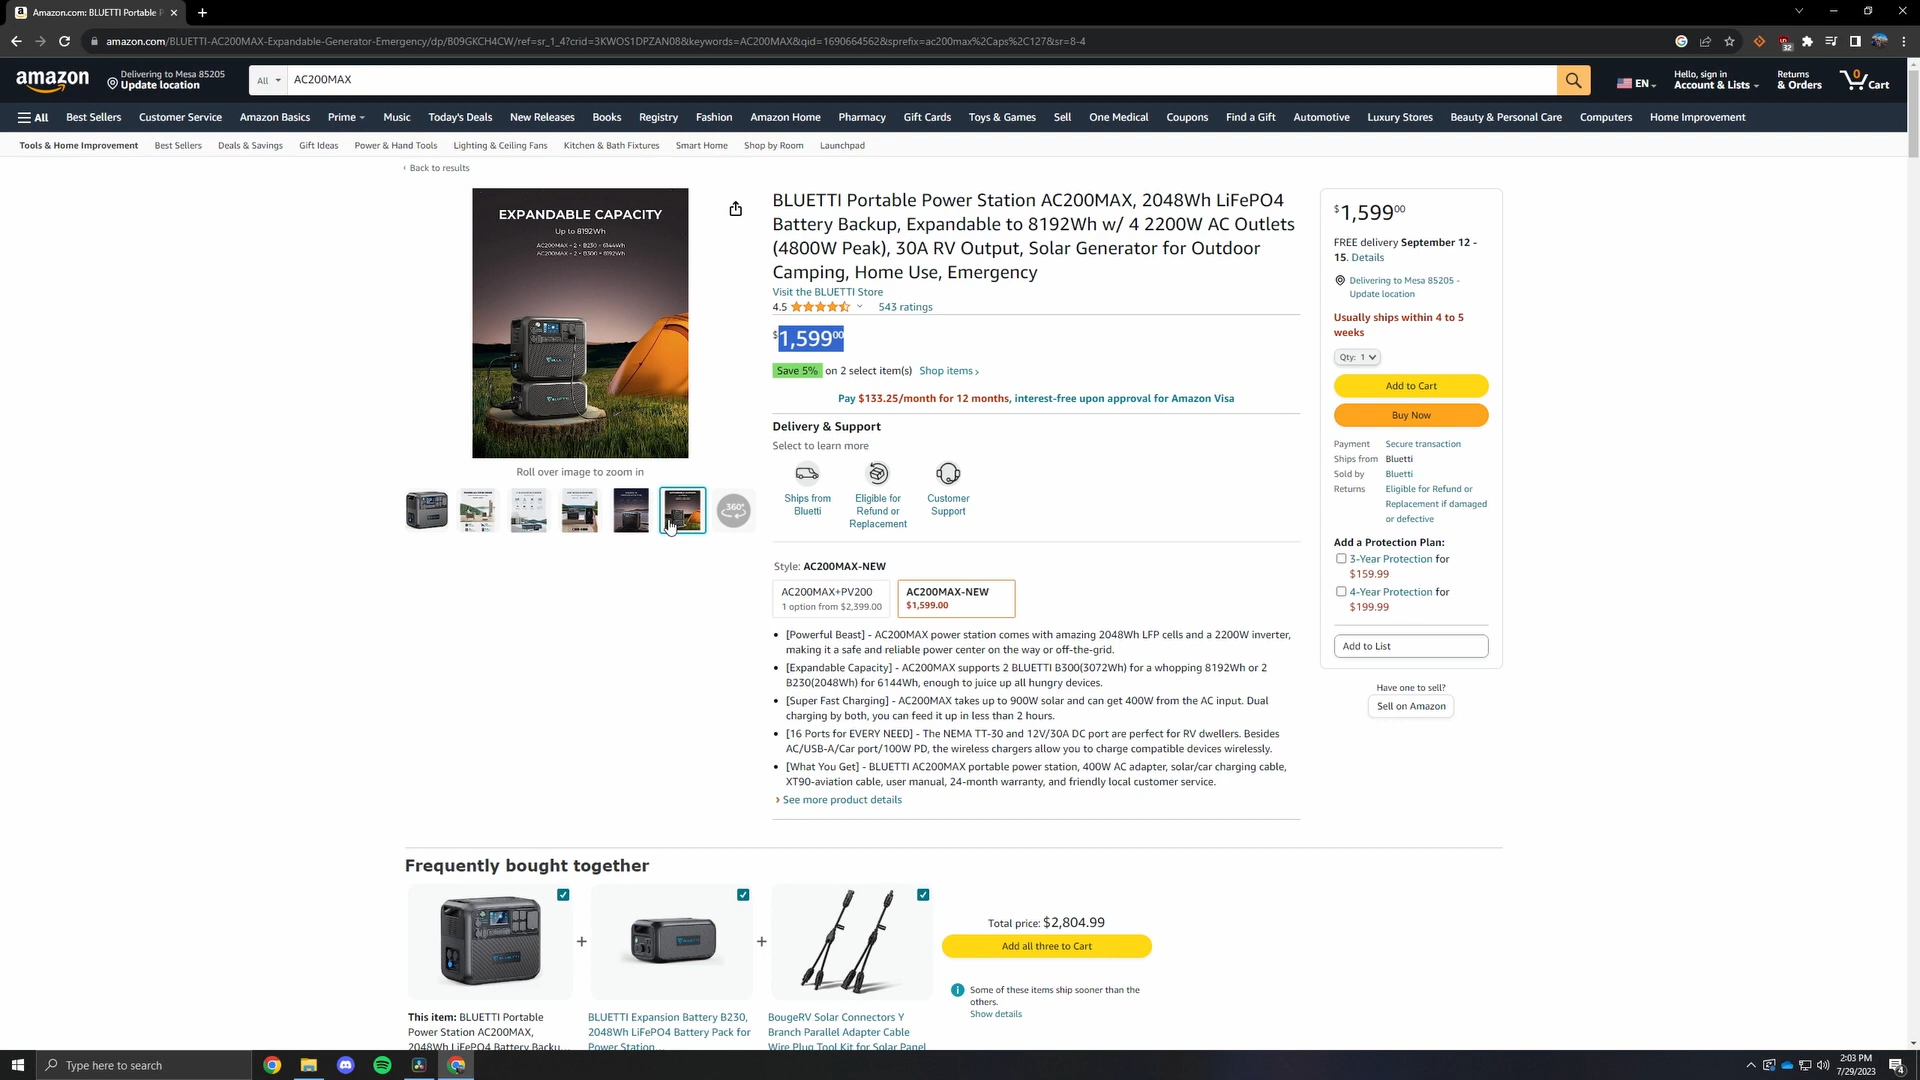 Amazon.com: BLUETTI Portable P
amazon.com/BLUETTI-AC200MAX-Expandable-Generator-Emergency/dp/B09GKCH4CW/ref=sr_1_4?crid=3KWOS1DPZAN08&keywords=AC200MAX&qid=1690664562&sprefix=ac200max%2Caps%2C127&sr=8-4
32
amazon
Delivering to Mesa 85205
Update location
All
AC200MAX
EN
Hello, sign in
Account & Lists
Returns
& Orders
0
Cart
All Best Sellers Customer Service Amazon Basics Prime Music Today's Deals New Releases Books Registry Fashion Amazon Home Pharmacy Gift Cards Toys & Games Sell One Medical Coupons Find a Gift Automotive Luxury Stores Beauty & Personal Care Computers Home Improvement
Tools & Home Improvement Best Sellers Deals & Savings Gift Ideas Power & Hand Tools Lighting & Ceiling Fans Kitchen & Bath Fixtures Smart Home Shop by Room Launchpad
‹ Back to results
EXPANDABLE CAPACITY
Up to 8192Wh
AC200MAX + 2 * B230 = 6144Wh
AC200MAX + 2 * B300 = 8192Wh
BLUETTI
Roll over image to zoom in
360°
BLUETTI Portable Power Station AC200MAX, 2048Wh LiFePO4
Battery Backup, Expandable to 8192Wh w/ 4 2200W AC Outlets
(4800W Peak), 30A RV Output, Solar Generator for Outdoor
Camping, Home Use, Emergency
Visit the BLUETTI Store
4.5 543 ratings
$1,59900
Save 5% on 2 select item(s) Shop items ›
Pay $133.25/month for 12 months, interest-free upon approval for Amazon Visa
Delivery & Support
Select to learn more
Ships from
Bluetti
Eligible for
Refund or
Replacement
Customer
Support
Style: AC200MAX-NEW
AC200MAX+PV200
1 option from $2,399.00
AC200MAX-NEW
$1,599.00
• [Powerful Beast] - AC200MAX power station comes with amazing 2048Wh LFP cells and a 2200W inverter,
making it a safe and reliable power center on the way or off-the-grid.
• [Expandable Capacity] - AC200MAX supports 2 BLUETTI B300(3072Wh) for a whopping 8192Wh or 2
B230(2048Wh) for 6144Wh, enough to juice up all hungry devices.
• [Super Fast Charging] - AC200MAX takes up to 900W solar and can get 400W from the AC input. Dual
charging by both, you can feed it up in less than 2 hours.
• [16 Ports for EVERY NEED] - The NEMA TT-30 and 12V/30A DC port are perfect for RV dwellers. Besides
AC/USB-A/Car port/100W PD, the wireless chargers allow you to charge compatible devices wirelessly.
• [What You Get] - BLUETTI AC200MAX portable power station, 400W AC adapter, solar/car charging cable,
XT90-aviation cable, user manual, 24-month warranty, and friendly local customer service.
› See more product details
$1,59900
FREE delivery September 12 -
15. Details
Delivering to Mesa 85205 -
Update location
Usually ships within 4 to 5
weeks
Qty: 1
Add to Cart
Buy Now
Payment Secure transaction
Ships from Bluetti
Sold by Bluetti
Returns Eligible for Refund or
Replacement if damaged
or defective
Add a Protection Plan:
3-Year Protection for
$159.99
4-Year Protection for
$199.99
Add to List
Have one to sell?
Sell on Amazon
Frequently bought together
+
+
Total price: $2,804.99
Add all three to Cart
Some of these items ship sooner than the
others.
Show details
This item: BLUETTI Portable
Power Station AC200MAX,
2048Wh LiFePO4 Battery Backu…
BLUETTI Expansion Battery B230,
2048Wh LiFePO4 Battery Pack for
Power Station…
BougeRV Solar Connectors Y
Branch Parallel Adapter Cable
Wire Plug Tool Kit for Solar Panel
Type here to search
2:03 PM
7/29/2023
4